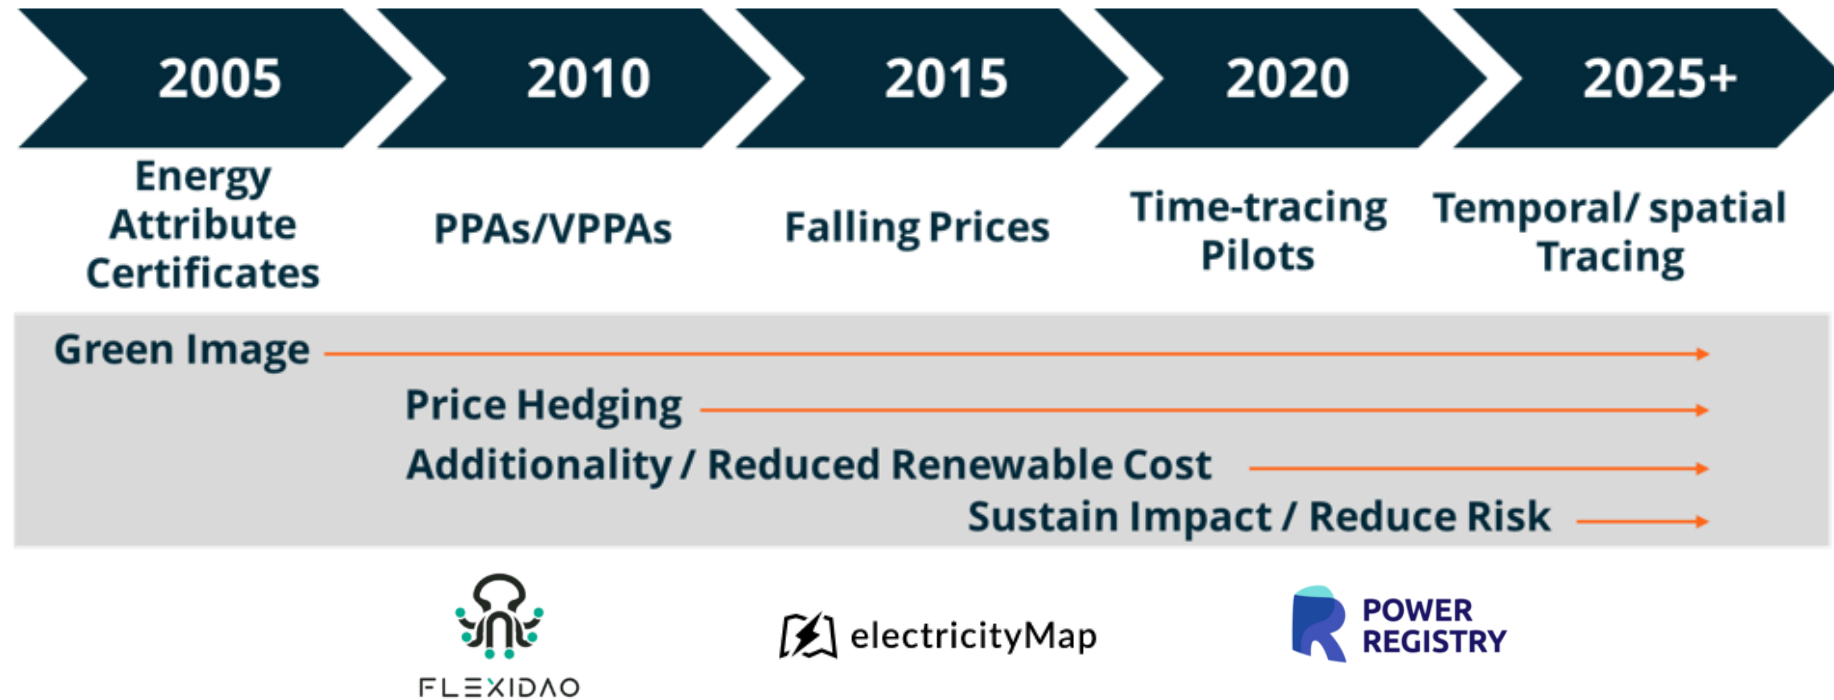 2005
2010
2015
2020
2025+
Energy
Attribute
Certificates
PPAs/VPPAs
Falling Prices
Time-tracing
Pilots
Temporal/ spatial
Tracing
Green Image
Price Hedging
Additionality / Reduced Renewable Cost
Sustain Impact / Reduce Risk
FLEXIDAO
electricityMap
POWER
REGISTRY